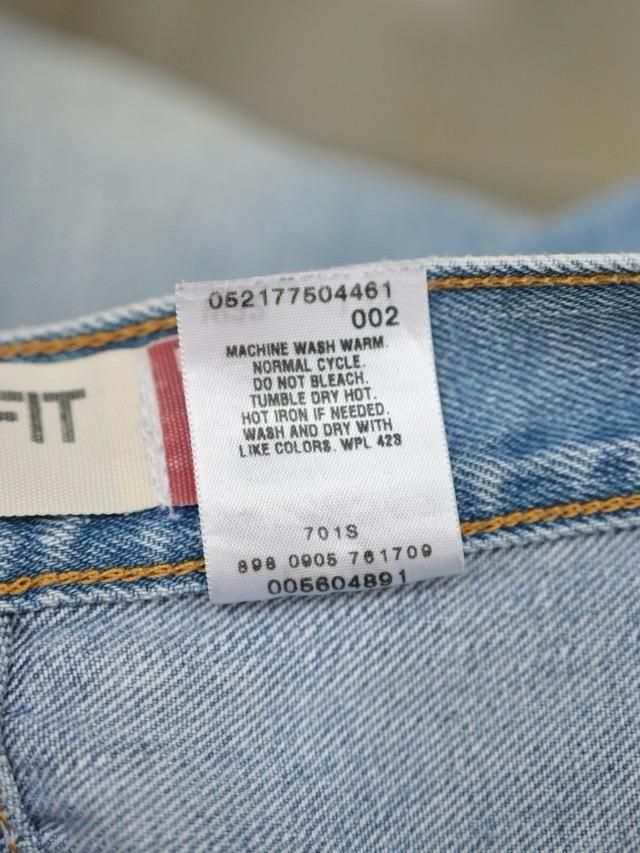 052177504461
002
MACHINE WASH WARM.
NORMAL CYCLE.
DO NOT BLEACH.
TUMBLE DRY HOT.
HOT IRON IF NEEDED.
WASH AND DRY WITH
LIKE COLORS. WPL 423
FIT
701S
898 0905 761709
005604891